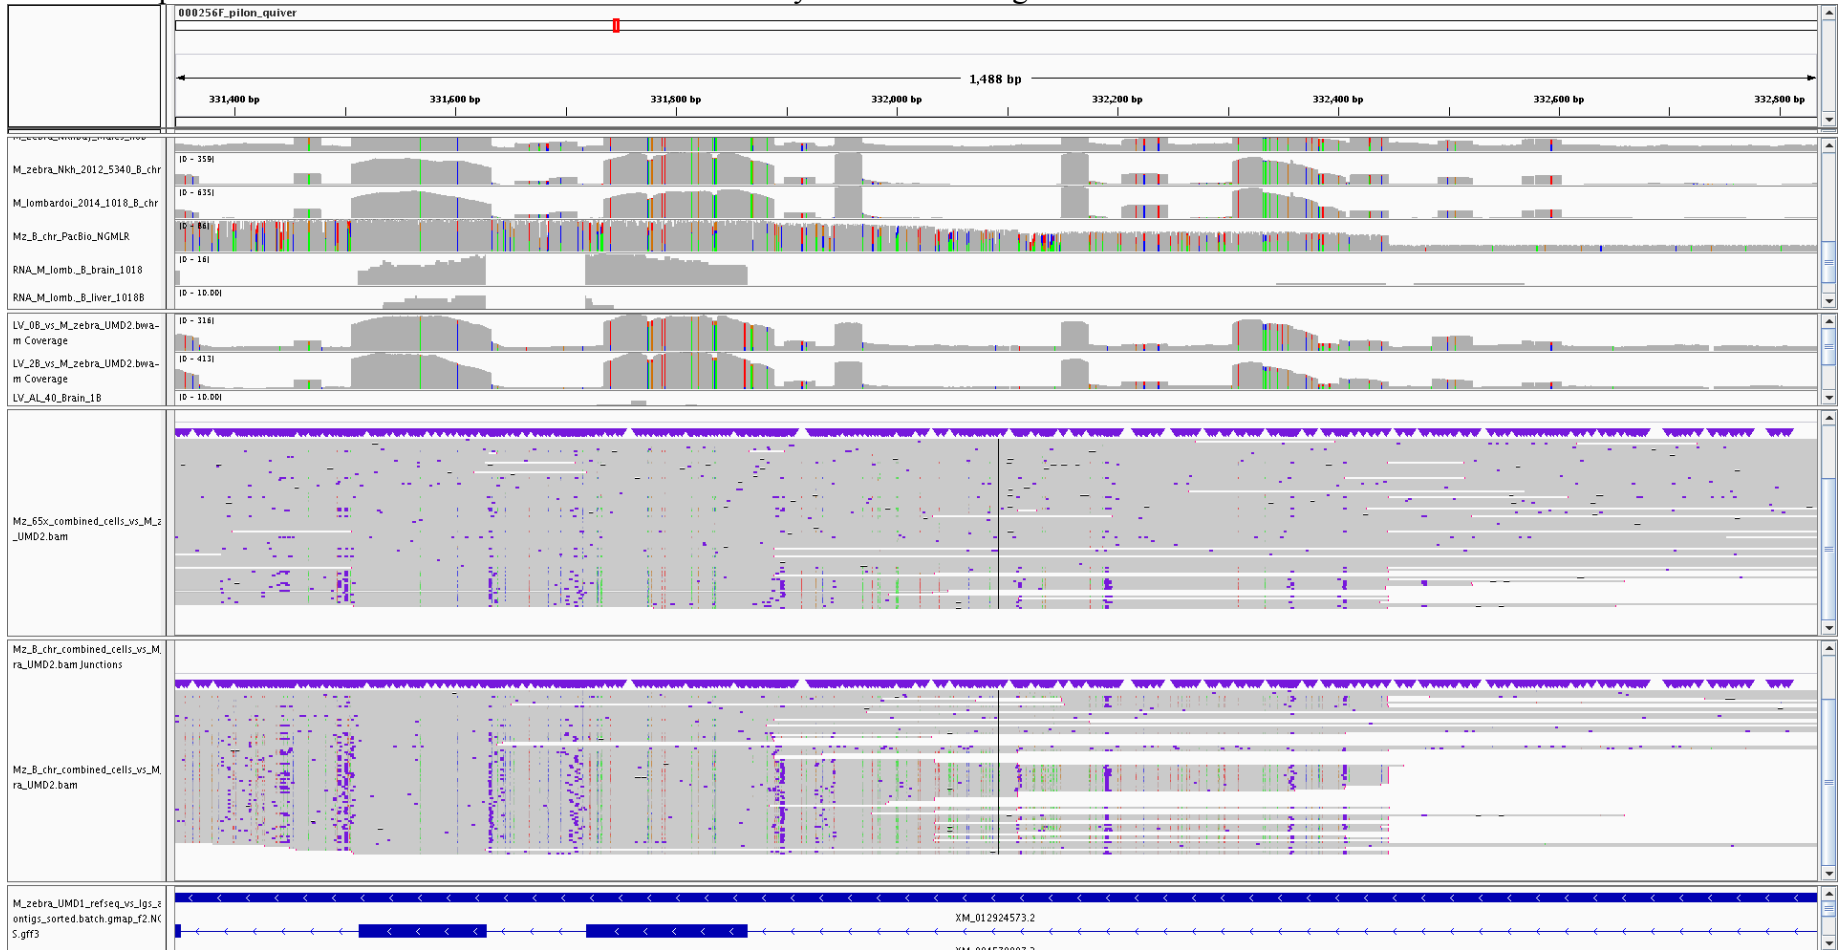 000256F_pilon_quiver
1,488 bp
331,400 bp 331,600 bp 331,800 bp 332,000 bp 332,200 bp 332,400 bp 332,600 bp 332,800 bp
M_zebra_Nkh_2012_5340_B_chr
[0 - 359]
M_lombardoi_2014_1018_B_chr
[0 - 635]
Mz_B_chr_PacBio_NGMLR
[0 - 86]
RNA_M_lomb._B_brain_1018
[0 - 16]
RNA_M_lomb._B_liver_1018B
[0 - 10.00]
LV_0B_vs_M_zebra_UMD2.bwa-
m Coverage
[0 - 316]
LV_2B_vs_M_zebra_UMD2.bwa-
m Coverage
[0 - 413]
LV_AL_40_Brain_1B
[0 - 10.00]
Mz_65x_combined_cells_vs_M_z
_UMD2.bam
Mz_B_chr_combined_cells_vs_M_
ra_UMD2.bam Junctions
Mz_B_chr_combined_cells_vs_M_
ra_UMD2.bam
M_zebra_UMD1_refseq_vs_lgs_a
ontigs_sorted.batch.gmap_f2.NC
S.gff3
XM_012924573.2